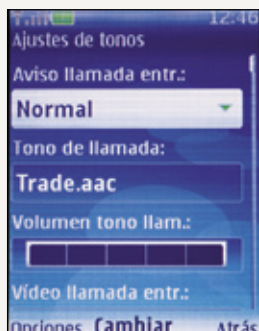 12:46
Ajustes de tonos
Aviso llamada entr.:
Normal
Tono de llamada:
Trade.aac
Volumen tono llam.:
Vídeo llamada entr.:
Opciones Cambiar Atrás